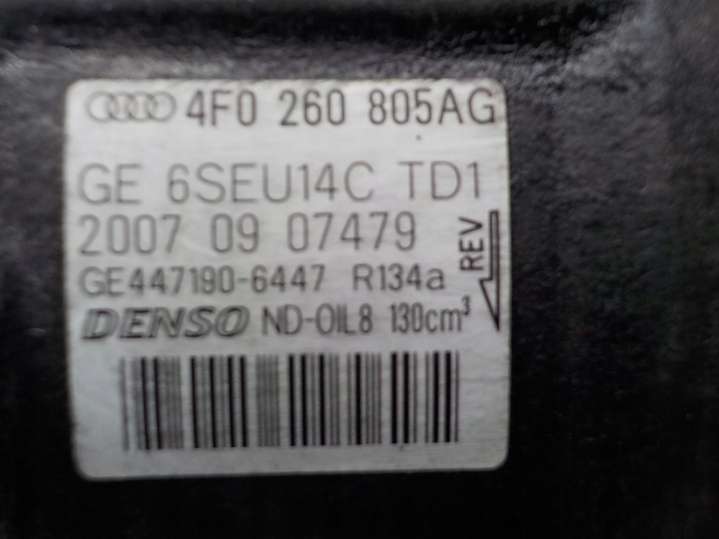 4F0 260 805AG
GE 6SEU14C TD1
2007 09 07479
GE447190-6447 R134a
REV
DENSO ND-OIL8 130cm³